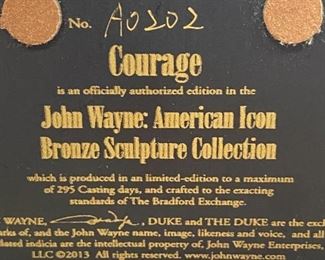 No. A0202
Courage
is an officially authorized edition in the
John Wayne: American Icon
Bronze Sculpture Collection
which is produced in an limited-edition to a maximum
of 295 Casting days, and crafted to the exacting
standards of The Bradford Exchange.
WAYNE, DUKE and THE DUKE are the exclu
rks of, and the John Wayne name, image, likeness and voice, and all
indicia are the intellectual property of, John Wayne Enterprises,
LLC ©2013 All rights reserved. www.johnwayne.com